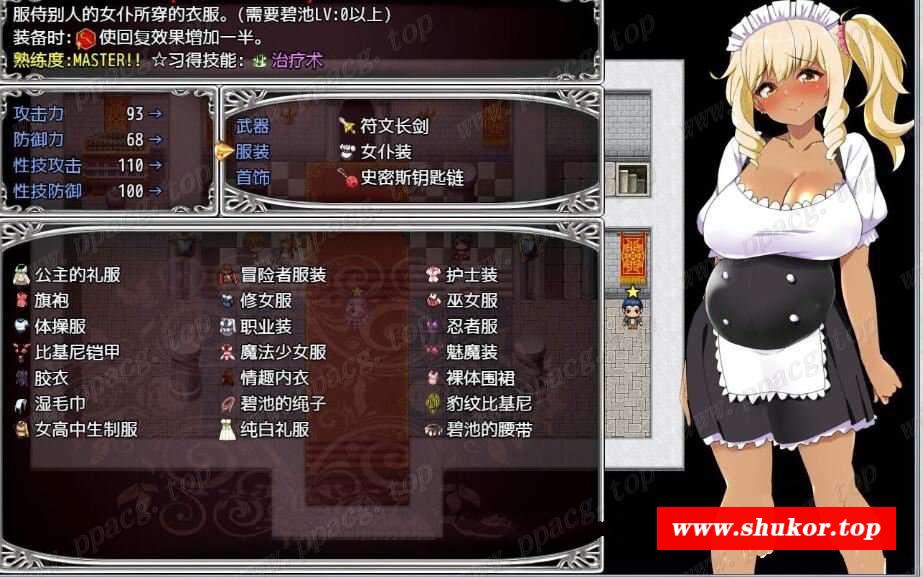 服侍别人的女仆所穿的衣服。(需要碧池LV:0以上)
装备时:使回复效果增加一半。
熟练度:MASTER!! ☆习得技能: 治疗术
攻击力 93 →
防御力 68 →
性技攻击 110 →
性技防御 100 →
武器 符文长剑
服装 女仆装
首饰 史密斯钥匙链
公主的礼服 冒险者服装 护士装
旗袍 修女服 巫女服
体操服 职业装 忍者服
比基尼铠甲 魔法少女服 魅魔装
胶衣 情趣内衣 裸体围裙
湿毛巾 碧池的绳子 豹纹比基尼
女高中生制服 纯白礼服 碧池的腰带
www.ppacg.top
www.shukor.top